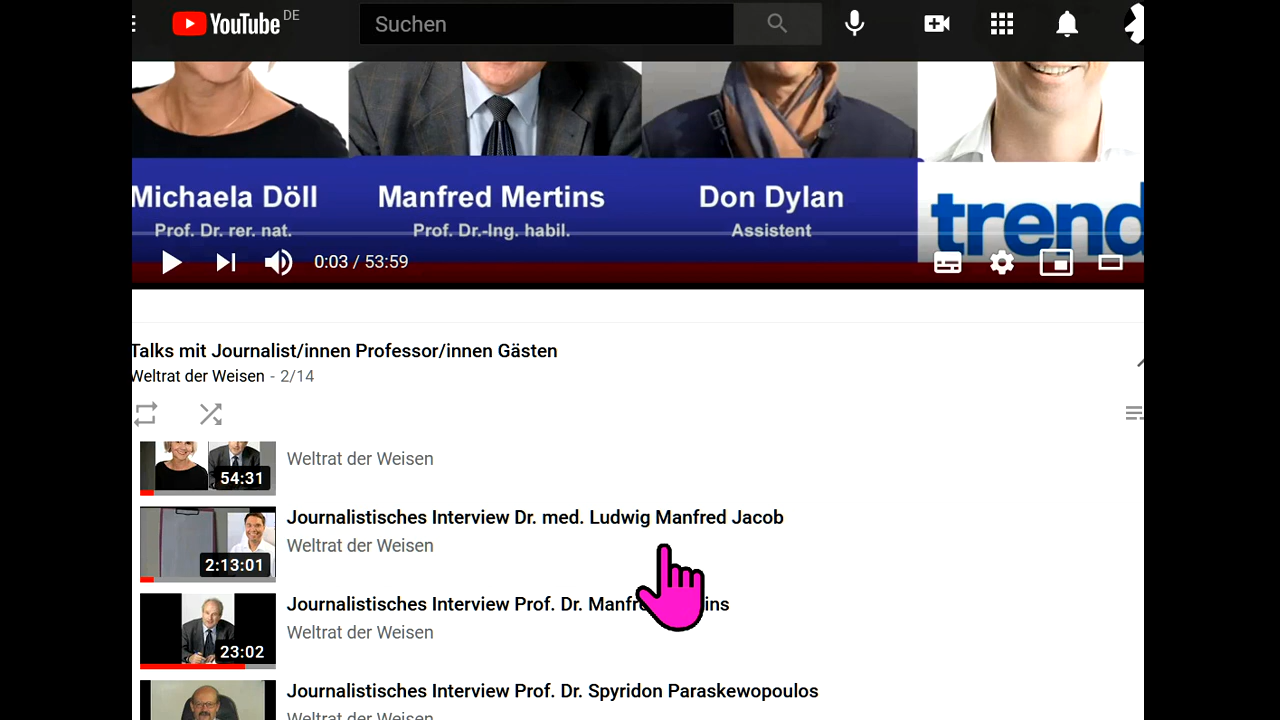 YouTube DE
Suchen
Michaela Döll
Manfred Mertins
Don Dylan
Prof. Dr. rer. nat.
Prof. Dr.-Ing. habil.
Assistent
trend
0:03 / 53:59
Talks mit Journalist/innen Professor/innen Gästen
Weltrat der Weisen - 2/14
54:31
Weltrat der Weisen
Journalistisches Interview Dr. med. Ludwig Manfred Jacob
Weltrat der Weisen
2:13:01
Journalistisches Interview Prof. Dr.
Weltrat der Weisen
23:02
Journalistisches Interview Prof. Dr. Spyridon Paraskewopoulos
Weltrat der Weisen